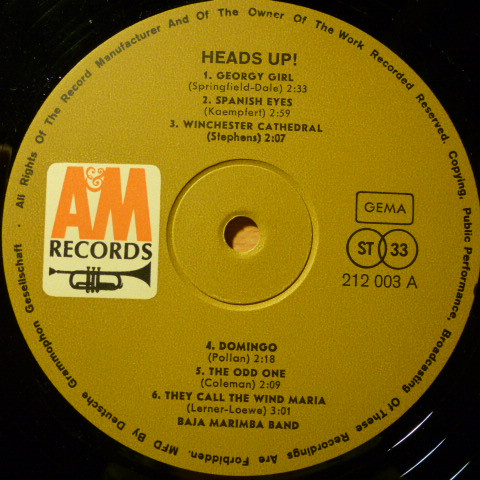 HEADS UP!
1. GEORGY GIRL
(Springfield-Dale) 2:33
2. SPANISH EYES
(Kaempfert) 2:59
3. WINCHESTER CATHEDRAL
(Stephens) 2:07
A&M
RECORDS
GEMA
ST 33
212 003 A
4. DOMINGO
(Pollan) 2:18
5. THE ODD ONE
(Coleman) 2:09
6. THEY CALL THE WIND MARIA
(Lerner-Loewe) 3:01
BAJA MARIMBA BAND
MFD By Deutsche Grammophon Gesellschaft · All Rights Of The Record Manufacturer And Of The Owner Of The Work Recorded Reserved. Copying, Public Performance, Broadcasting Of These Recordings Are Forbidden.